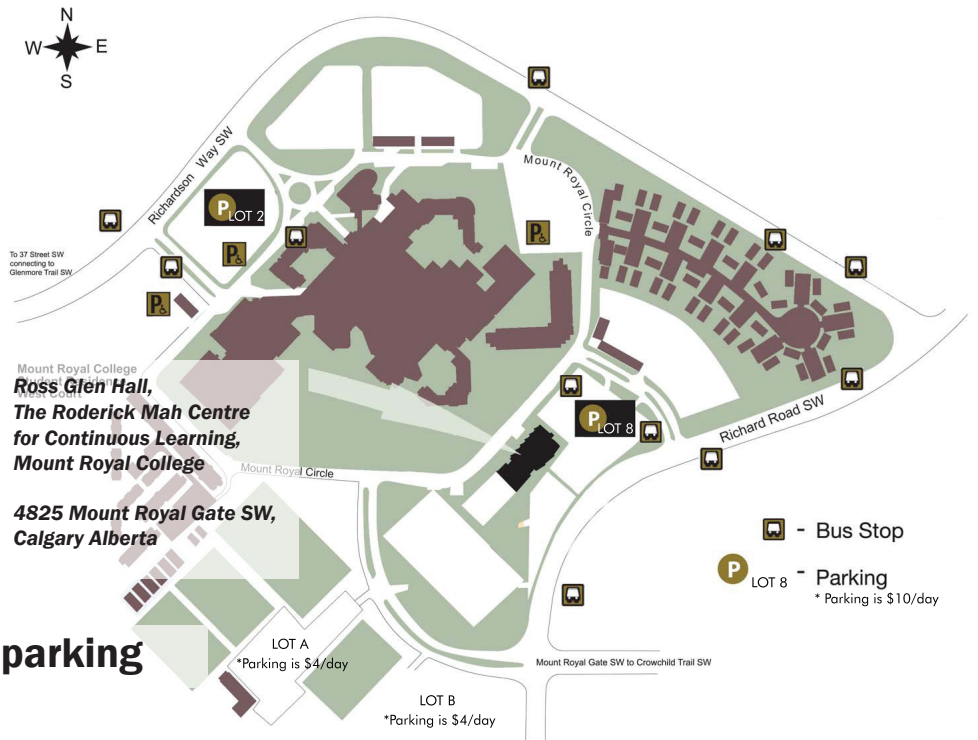 N
W E
S
Richardson Way SW
Mount Royal Circle
P LOT 2
P
P
P
To 37 Street SW
connecting to
Glenmore Trail SW
Mount Royal College
Student Residence
West Court
Ross Glen Hall,
The Roderick Mah Centre
for Continuous Learning,
Mount Royal College
4825 Mount Royal Gate SW,
Calgary Alberta
Mount Royal Circle
P LOT 8
Richard Road SW
- Bus Stop
P LOT 8 - Parking
* Parking is $10/day
parking
LOT A
*Parking is $4/day
LOT B
*Parking is $4/day
Mount Royal Gate SW to Crowchild Trail SW